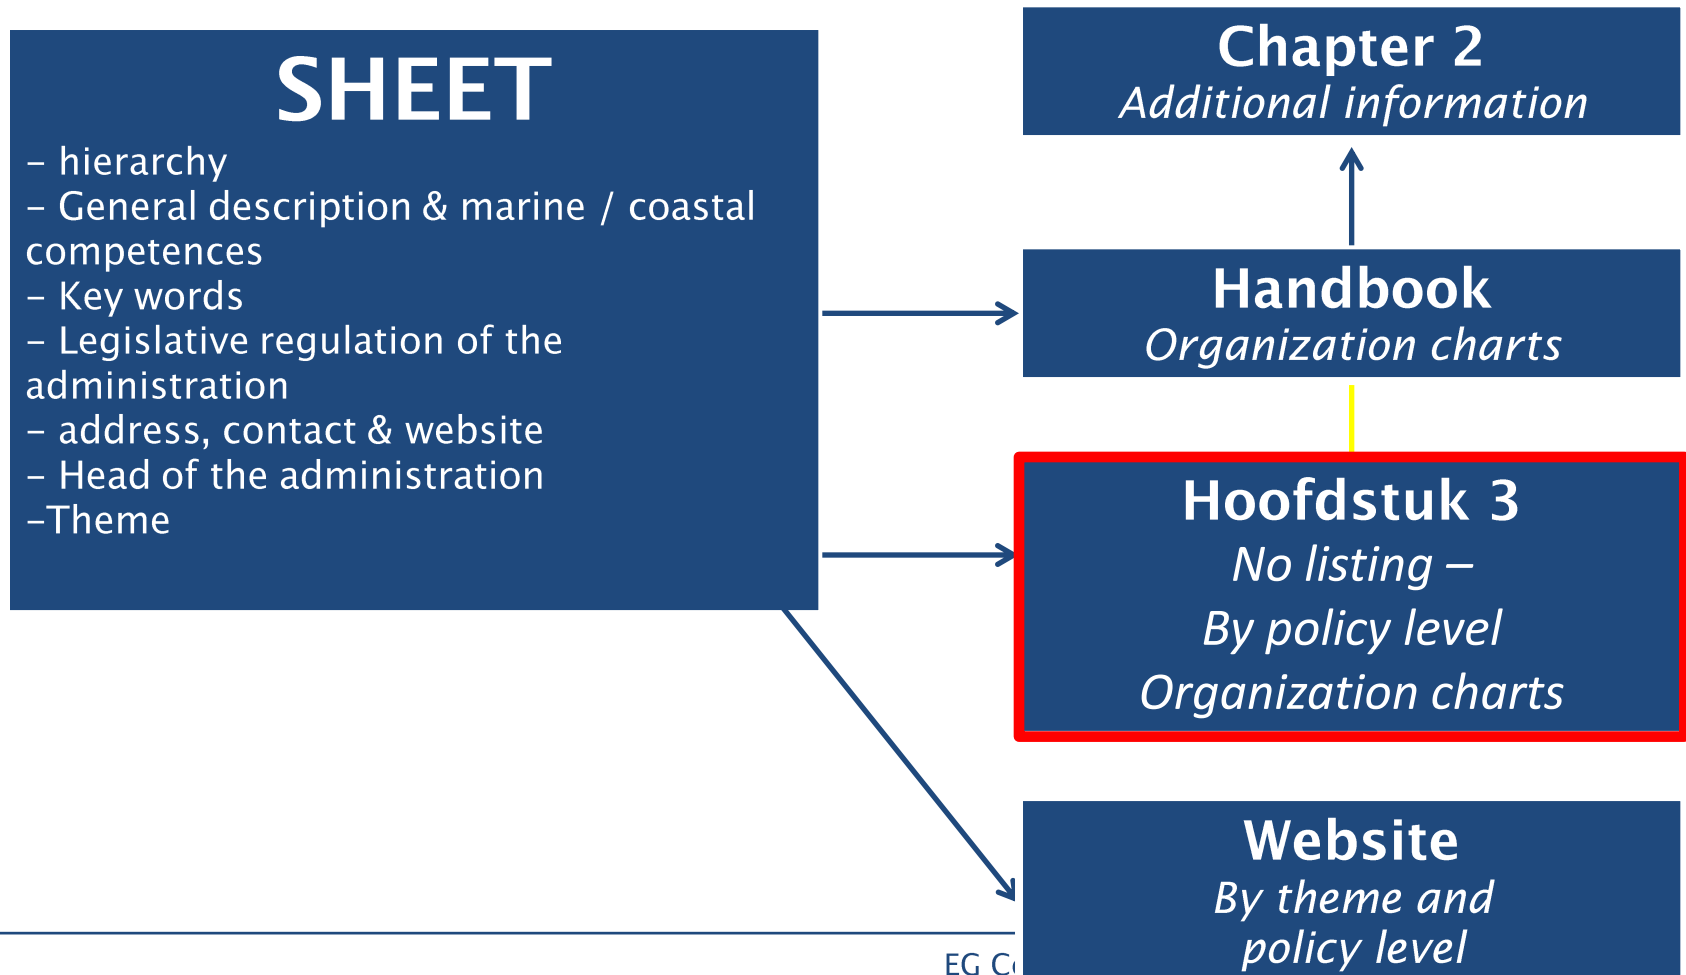 SHEET
– hierarchy
– General description & marine / coastal
competences
– Key words
– Legislative regulation of the
administration
– address, contact & website
– Head of the administration
–Theme
Chapter 2
Additional information
Handbook
Organization charts
Hoofdstuk 3
No listing –
By policy level
Organization charts
Website
By theme and
policy level
EG